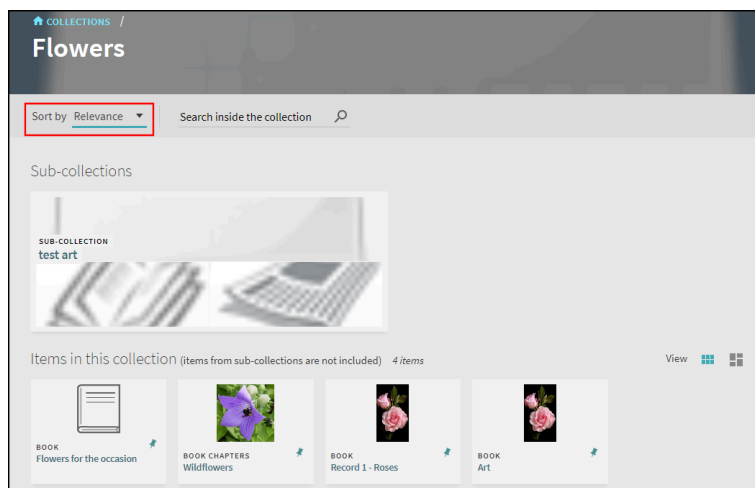 COLLECTIONS /
Flowers
Sort by Relevance
Search inside the collection
Sub-collections
SUB-COLLECTION
test art
Items in this collection (items from sub-collections are not included) 4 items
View
BOOK
Flowers for the occasion
BOOK CHAPTERS
Wildflowers
BOOK
Record 1 - Roses
BOOK
Art